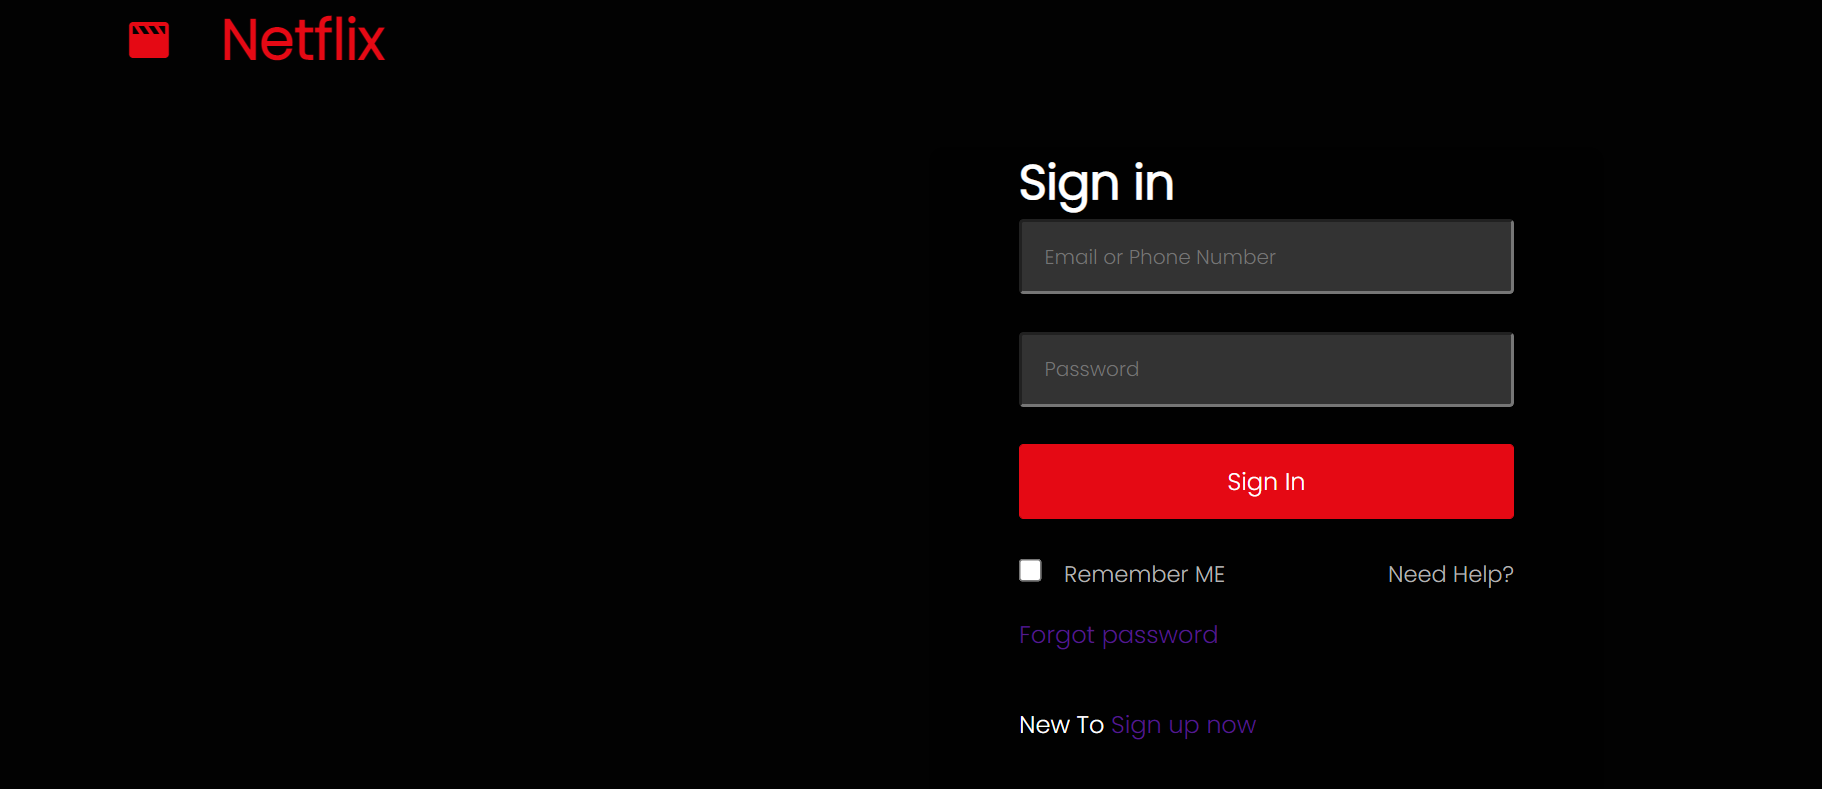 Netflix
Sign in
Email or Phone Number
Password
Sign In
Remember ME Need Help?
Forgot password
New To Sign up now